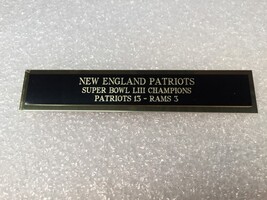 NEW ENGLAND PATRIOTS
SUPER BOWL LIII CHAMPIONS
PATRIOTS 13 - RAMS 3